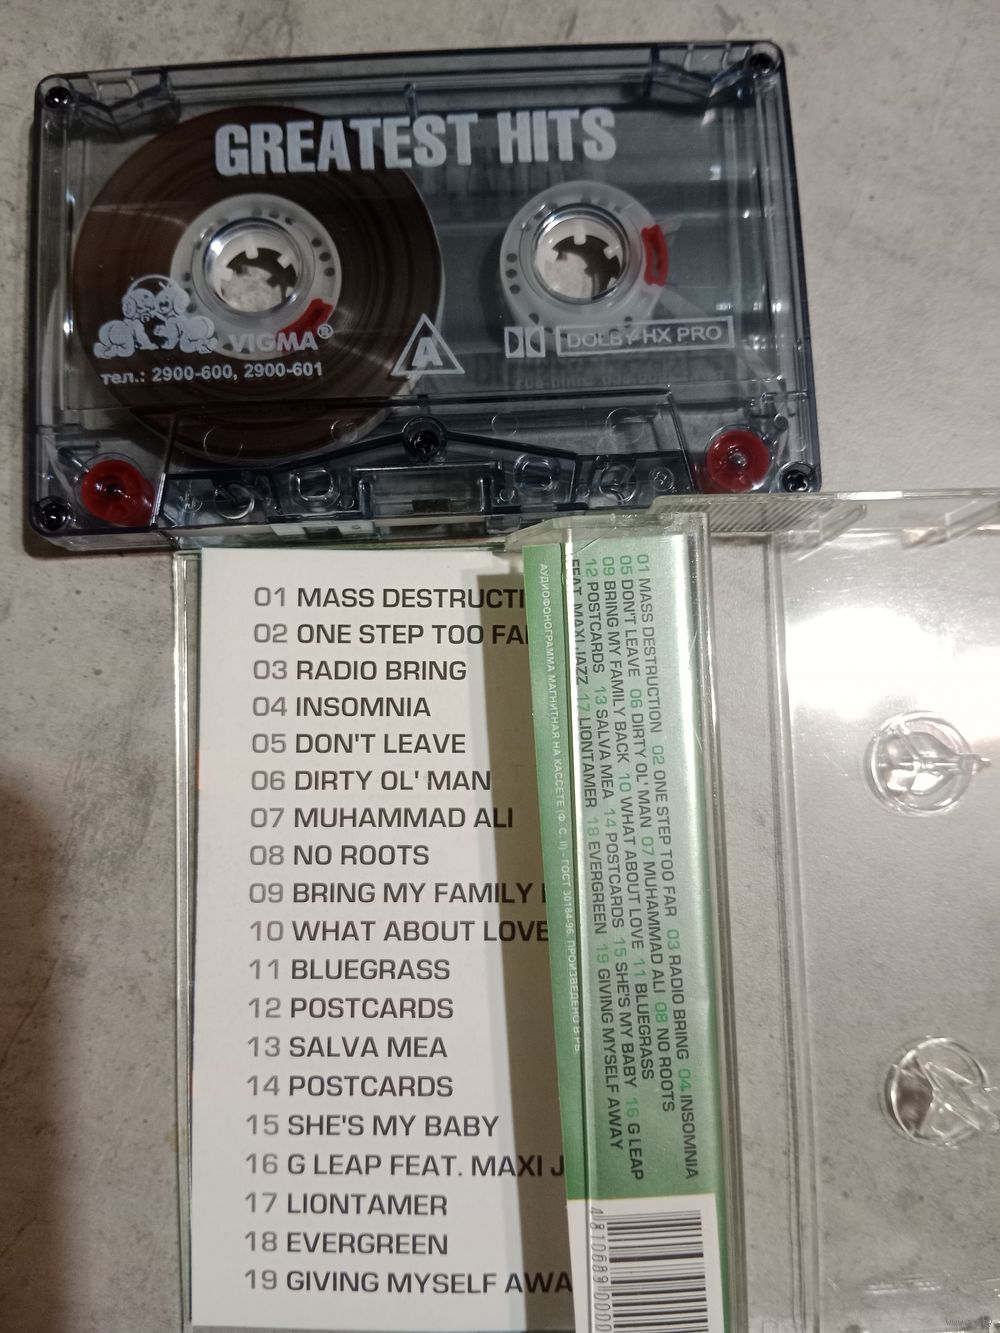 GREATEST HITS
VIGMA®
тел.: 2900-600, 2900-601
A
DOLBY HX PRO
01 MASS DESTRUCTI
02 ONE STEP TOO FA
03 RADIO BRING
04 INSOMNIA
05 DON'T LEAVE
06 DIRTY OL' MAN
07 MUHAMMAD ALI
08 NO ROOTS
09 BRING MY FAMILY
10 WHAT ABOUT LOVE
11 BLUEGRASS
12 POSTCARDS
13 SALVA MEA
14 POSTCARDS
15 SHE'S MY BABY
16 G LEAP FEAT. MAXI J
17 LIONTAMER
18 EVERGREEN
19 GIVING MYSELF AWA
01 MASS DESTRUCTION 02 ONE STEP TOO FAR 03 RADIO BRING 04 INSOMNIA
05 DON'T LEAVE 06 DIRTY OL' MAN 07 MUHAMMAD ALI 08 NO ROOTS
09 BRING MY FAMILY BACK 10 WHAT ABOUT LOVE 11 BLUEGRASS
12 POSTCARDS 13 SALVA MEA 14 POSTCARDS 15 SHE'S MY BABY 16 G LEAP
FEAT. MAXI JAZZ 17 LIONTAMER 18 EVERGREEN 19 GIVING MYSELF AWAY
АУДИОФОНОГРАММА МАГНИТНАЯ НА КАССЕТЕ (Ф. С. II) - ГОСТ 30184-96. ПРОИЗВЕДЕНО В РБ
4 810689 0000